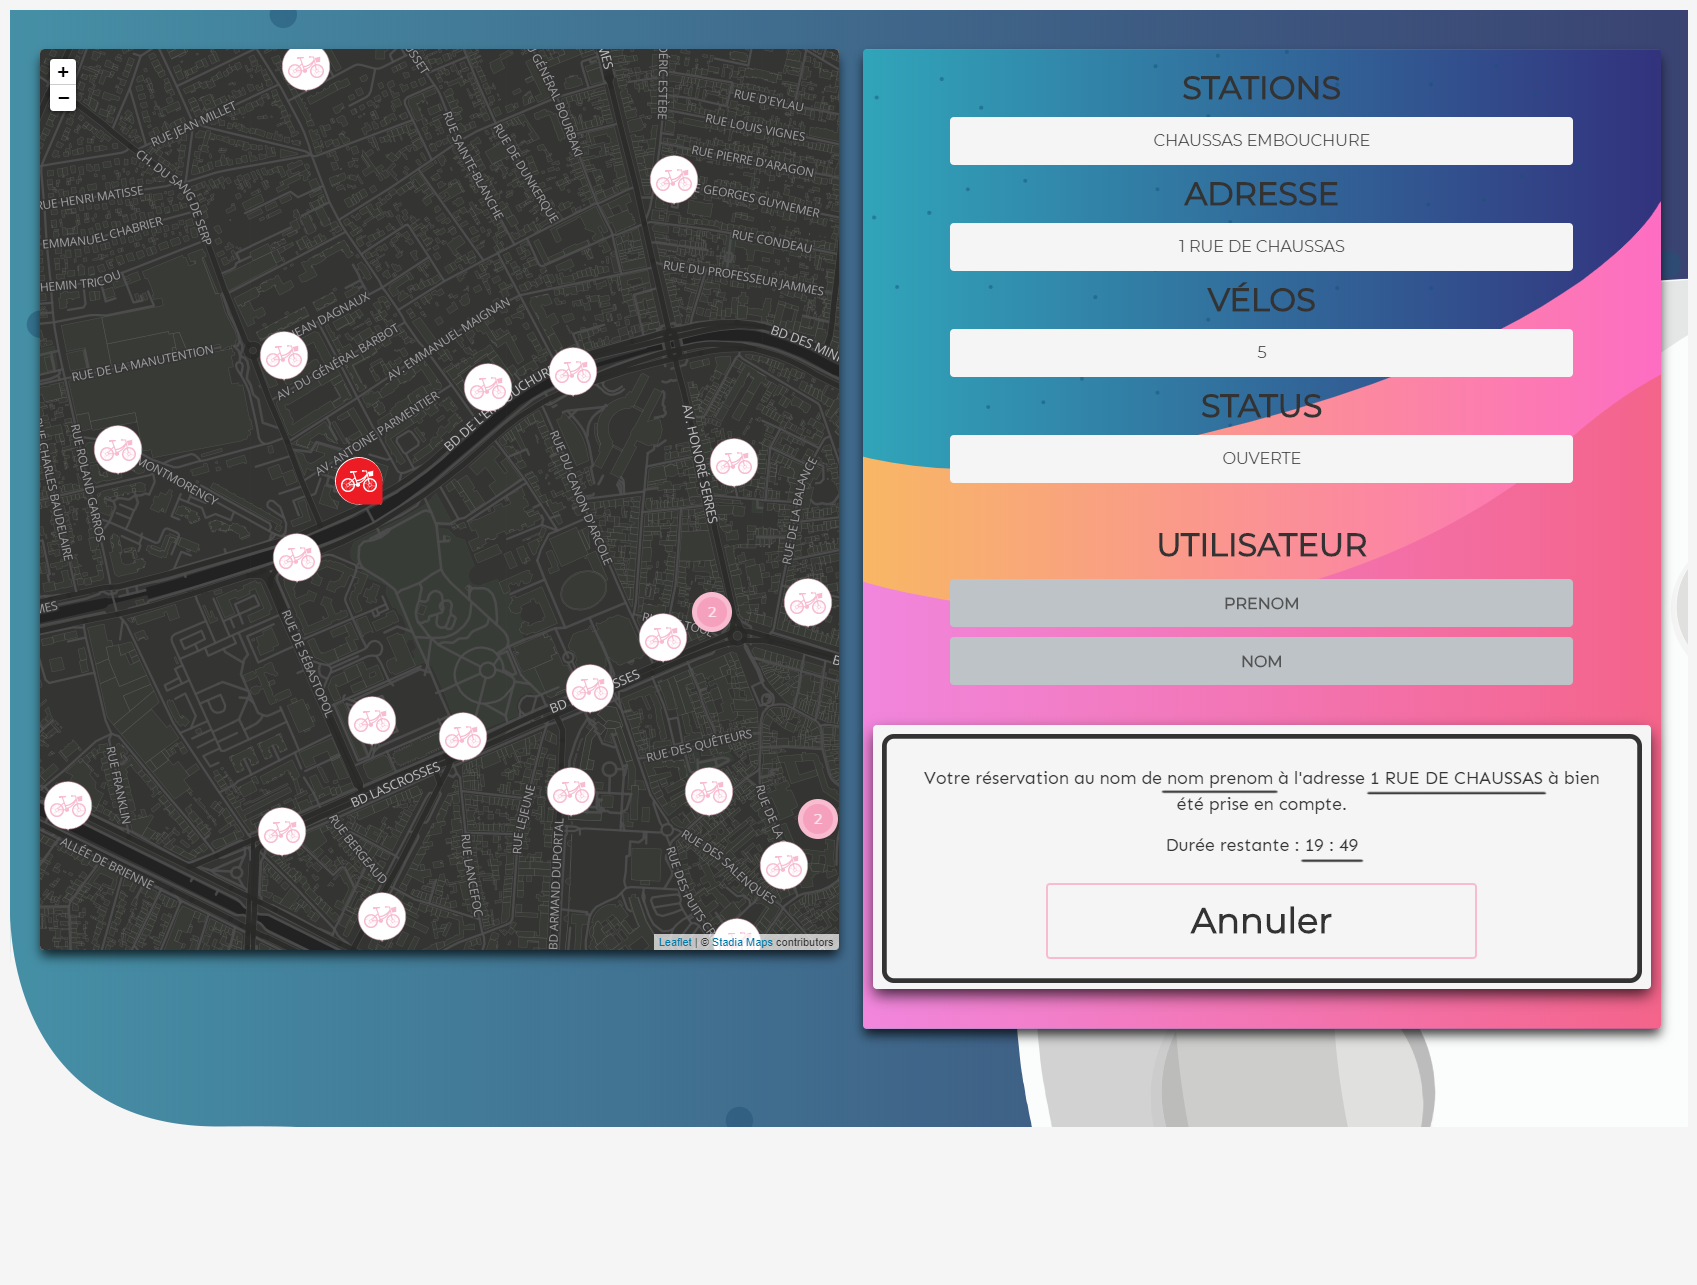 +
−
RUE JEAN MILLET
CH. DU SANG DE SERP
RUE HENRI MATISSE
EMMANUEL CHABRIER
HEMIN TRICOU
RUE DE LA MANUTENTION
JEAN DAGNAUX
AV. DU GÉNÉRAL BARBOT
AV. EMMANUEL MAIGNAN
AV. ANTOINE PARMENTIER
RUE SAINTE-BLANCHE
RUE DE DUNKERQUE
GÉNÉRAL BOURBAKI
DÉRIC ESTÈBE
RUE D'EYLAU
RUE LOUIS VIGNES
RUE PIERRE D'ARAGON
E GEORGES GUYNEMER
RUE CONDEAU
RUE DU PROFESSEUR JAMMES
BD DES MINI
BD DE L'E
OUCHUR
RUE CHARLES BAUDELAIRE
RUE ROLAND GARROS
MONTMORENCY
RUE DU CANON D'ARCOLE
AV. HONORÉ SERRES
RUE DE LA BALANCE
MES
2
RUE DE SÉBASTOPOL
BD
SSES
RUE DES QUÊTEURS
RUE FRANKLIN
BD LASCROSSES
ALLÉE DE BRIENNE
RUE BERGEAUD
RUE LANCEFOC
RUE LEJEUNE
BD ARMAND DUPORTAL
RUE DES SALENQUES
RUE DES PUITS CR
RUE DE LA
2
Leaflet | © Stadia Maps contributors
STATIONS
CHAUSSAS EMBOUCHURE
ADRESSE
1 RUE DE CHAUSSAS
VÉLOS
5
STATUS
OUVERTE
UTILISATEUR
PRENOM
NOM
Votre réservation au nom de nom prenom à l'adresse 1 RUE DE CHAUSSAS à bien
été prise en compte.
Durée restante : 19 : 49
Annuler